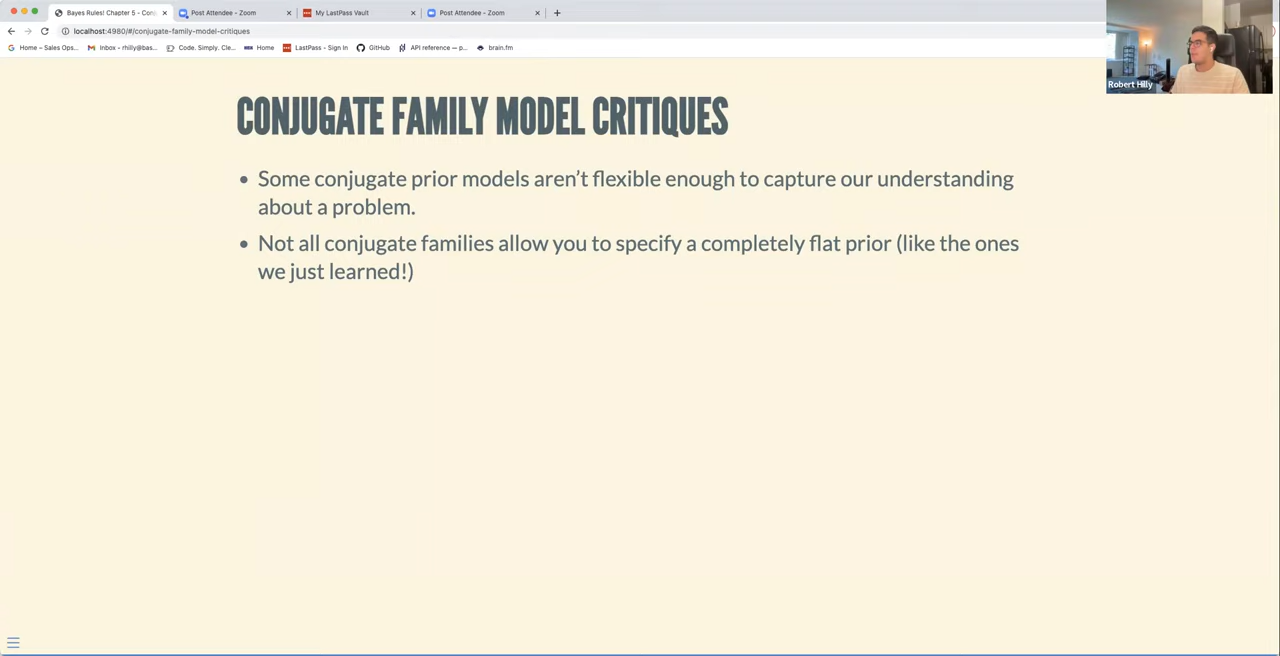 Bayes Rules! Chapter 5 - Con
Post Attendee - Zoom
My LastPass Vault
Post Attendee - Zoom
localhost:4980/#/conjugate-family-model-critiques
Home - Sales Ops...
Inbox - rhilly@bas...
Code. Simply. Cle...
Home
LastPass - Sign In
GitHub
API reference — p...
brain.fm
Robert Hilly
CONJUGATE FAMILY MODEL CRITIQUES
• Some conjugate prior models aren't flexible enough to capture our understanding
about a problem.
• Not all conjugate families allow you to specify a completely flat prior (like the ones
we just learned!)